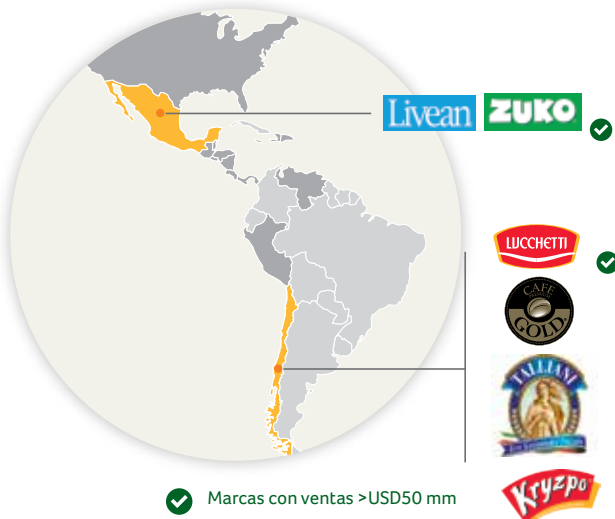 Livean ZUKO
LUCCHETTI
CAFE
GOLD
TALLIANI
Kryzpo
Marcas con ventas >USD50 mm